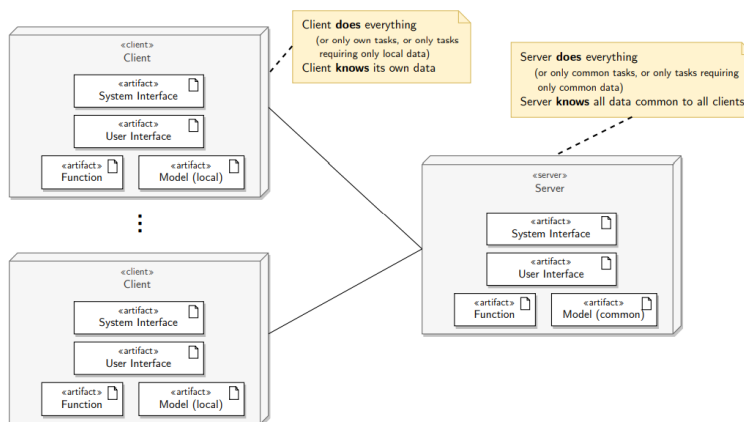 «client»
Client
«artifact»
System Interface
«artifact»
User Interface
«artifact»
Function
«artifact»
Model (local)
Client does everything
(or only own tasks, or only tasks
requiring only local data)
Client knows its own data
Server does everything
(or only common tasks, or only tasks requiring
only common data)
Server knows all data common to all clients
«server»
Server
«artifact»
System Interface
«artifact»
User Interface
«artifact»
Function
«artifact»
Model (common)
«client»
Client
«artifact»
System Interface
«artifact»
User Interface
«artifact»
Function
«artifact»
Model (local)